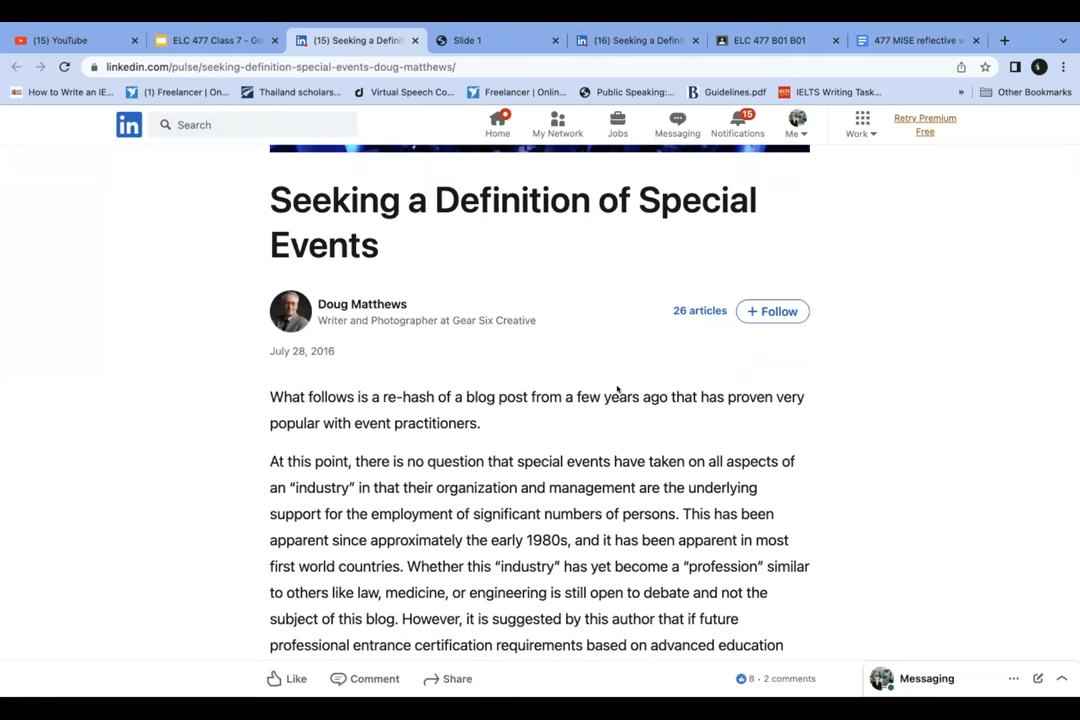 (15) YouTube
ELC 477 Class 7 - Go
(15) Seeking a Definit
Slide 1
(16) Seeking a Definit
ELC 477 B01 B01
477 MISE reflective w
linkedin.com/pulse/seeking-definition-special-events-doug-matthews/
How to Write an IE...
(1) Freelancer | On...
Thailand scholars...
Virtual Speech Co...
Freelancer | Onlin...
Public Speaking:...
Guidelines.pdf
IELTS Writing Task...
»
Other Bookmarks
in
Search
Home
My Network
Jobs
Messaging
15
Notifications
Me
Work
Retry Premium
Free
Seeking a Definition of Special
Events
Doug Matthews
Writer and Photographer at Gear Six Creative
26 articles
+ Follow
July 28, 2016
What follows is a re-hash of a blog post from a few years ago that has proven very
popular with event practitioners.
At this point, there is no question that special events have taken on all aspects of
an “industry” in that their organization and management are the underlying
support for the employment of significant numbers of persons. This has been
apparent since approximately the early 1980s, and it has been apparent in most
first world countries. Whether this “industry” has yet become a “profession” similar
to others like law, medicine, or engineering is still open to debate and not the
subject of this blog. However, it is suggested by this author that if future
professional entrance certification requirements based on advanced education
Like
Comment
Share
8 · 2 comments
Messaging